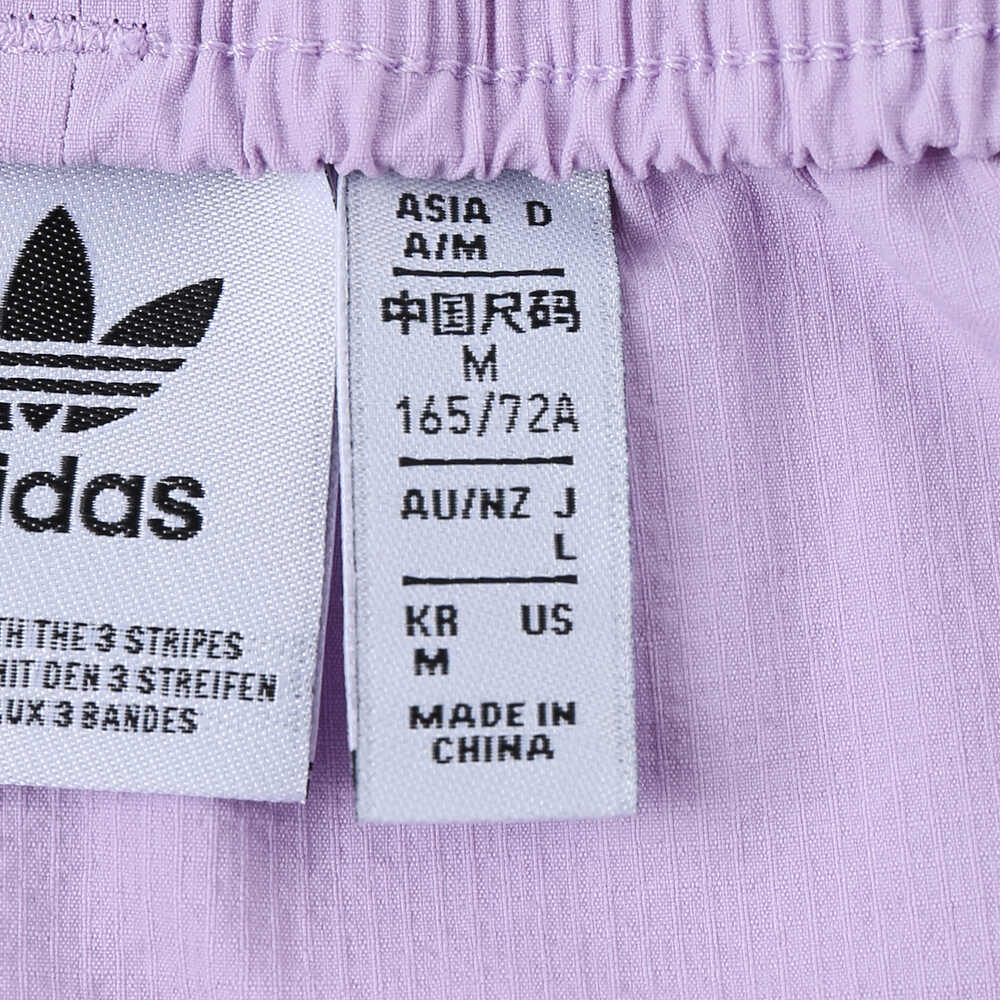 idas
TH THE 3 STRIPES
MIT DEN 3 STREIFEN
AUX 3 BANDES
ASIA D
A/M
中国尺码
M
165/72A
AU/NZ J
L
KR US
M
MADE IN
CHINA